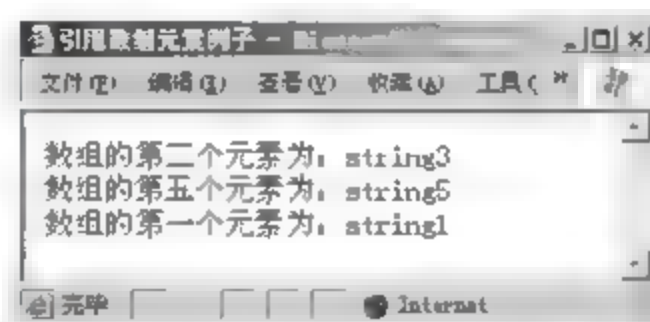 引用数组元素例子 -
文件(F) 编辑(E) 查看(V) 收藏(A) 工具( »
数组的第二个元素为：string3
数组的第五个元素为：string5
数组的第一个元素为：string1
完毕 Internet